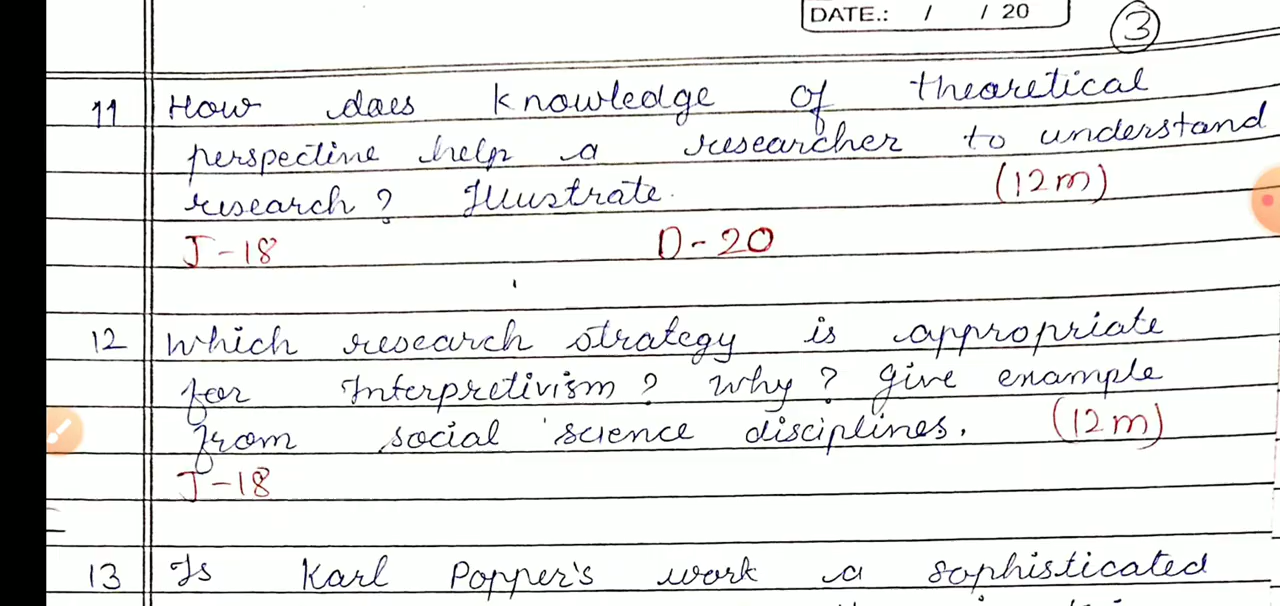 DATE.: / / 20
3
11 How does knowledge of theoretical
perspective help a researcher to understand
research? Illustrate. (12m)
J-18 D-20
12 Which research strategy is appropriate
for Interpretivism? Why? Give example
from social science disciplines. (12m)
J-18
13 Is Karl Popper's work a sophisticated